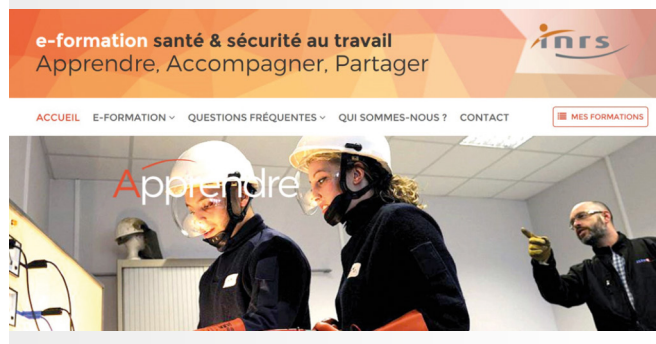 e-formation santé & sécurité au travail
Apprendre, Accompagner, Partager
inrs
ACCUEIL E-FORMATION QUESTIONS FRÉQUENTES QUI SOMMES-NOUS ? CONTACT MES FORMATIONS
Apprendre